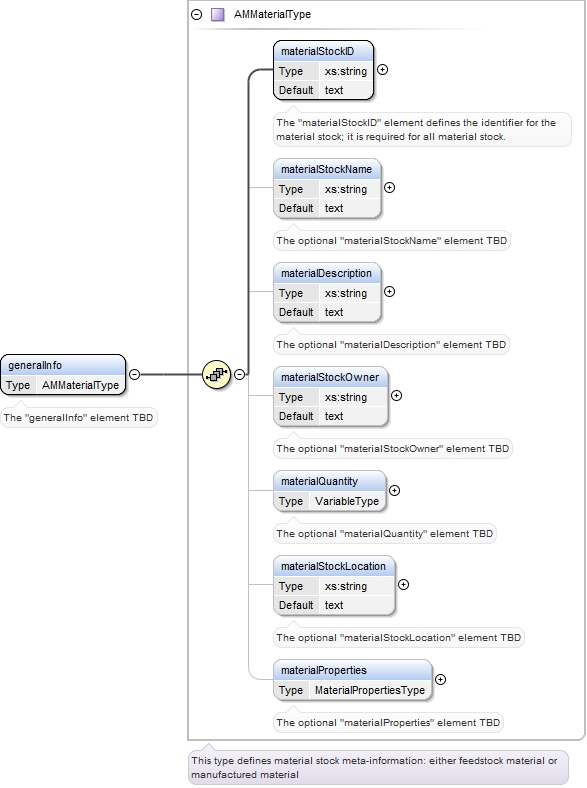 AMMaterialType
materialStockID
Type xs:string
Default text
The "materialStockID" element defines the identifier for the
material stock; it is required for all material stock.
materialStockName
Type xs:string
Default text
The optional "materialStockName" element TBD
materialDescription
Type xs:string
Default text
The optional "materialDescription" element TBD
generalInfo
Type AMMaterialType
The "generalInfo" element TBD
materialStockOwner
Type xs:string
Default text
The optional "materialStockOwner" element TBD
materialQuantity
Type VariableType
The optional "materialQuantity" element TBD
materialStockLocation
Type xs:string
Default text
The optional "materialStockLocation" element TBD
materialProperties
Type MaterialPropertiesType
The optional "materialProperties" element TBD
This type defines material stock meta-information: either feedstock material or
manufactured material